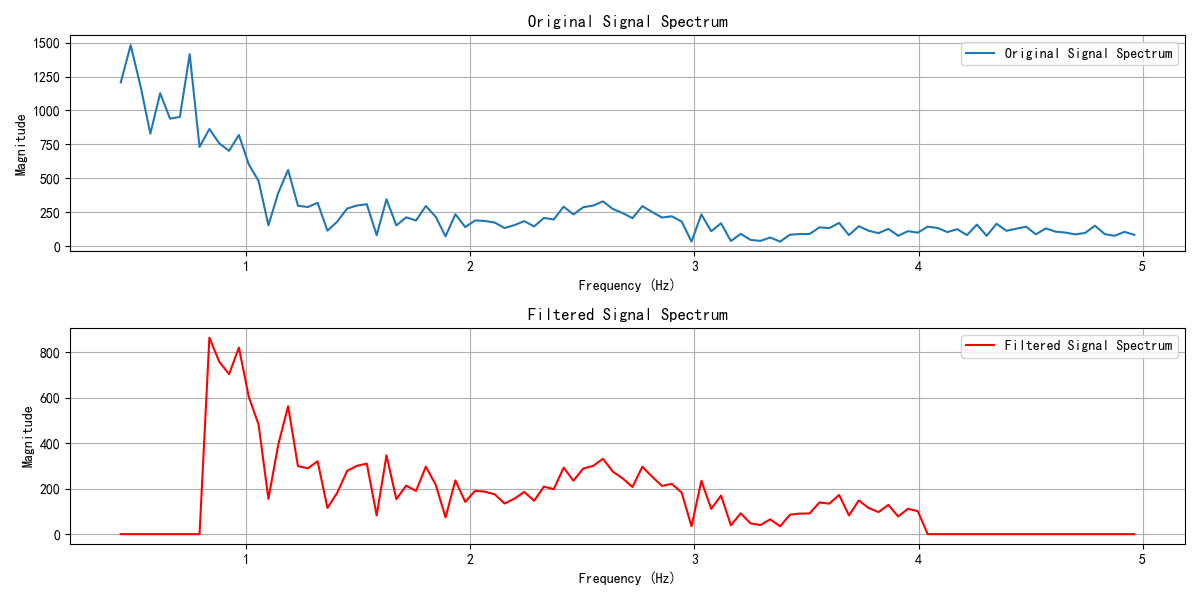 Original Signal Spectrum
1500
1250
1000
750
500
250
0
Magnitude
Original Signal Spectrum
1 2 3 4 5
Frequency (Hz)
Filtered Signal Spectrum
800
600
400
200
0
Magnitude
Filtered Signal Spectrum
1 2 3 4 5
Frequency (Hz)